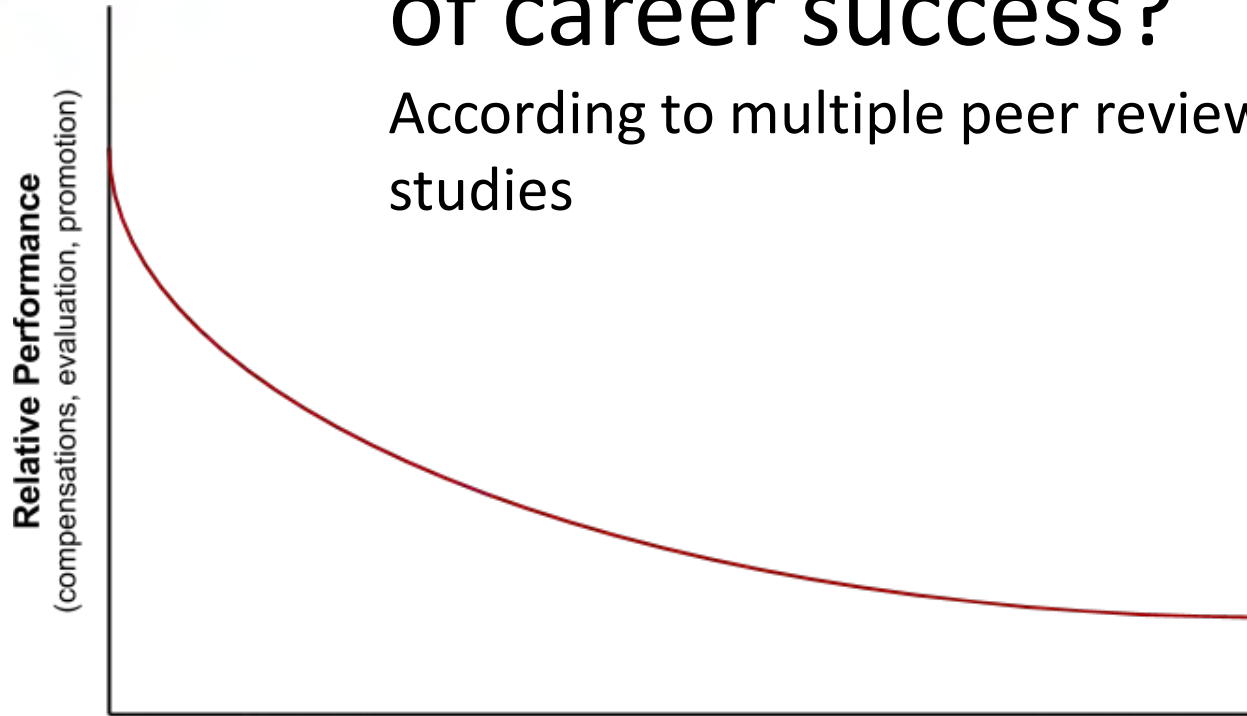 of career success?
According to multiple peer review
studies
Relative Performance
(compensations, evaluation, promotion)